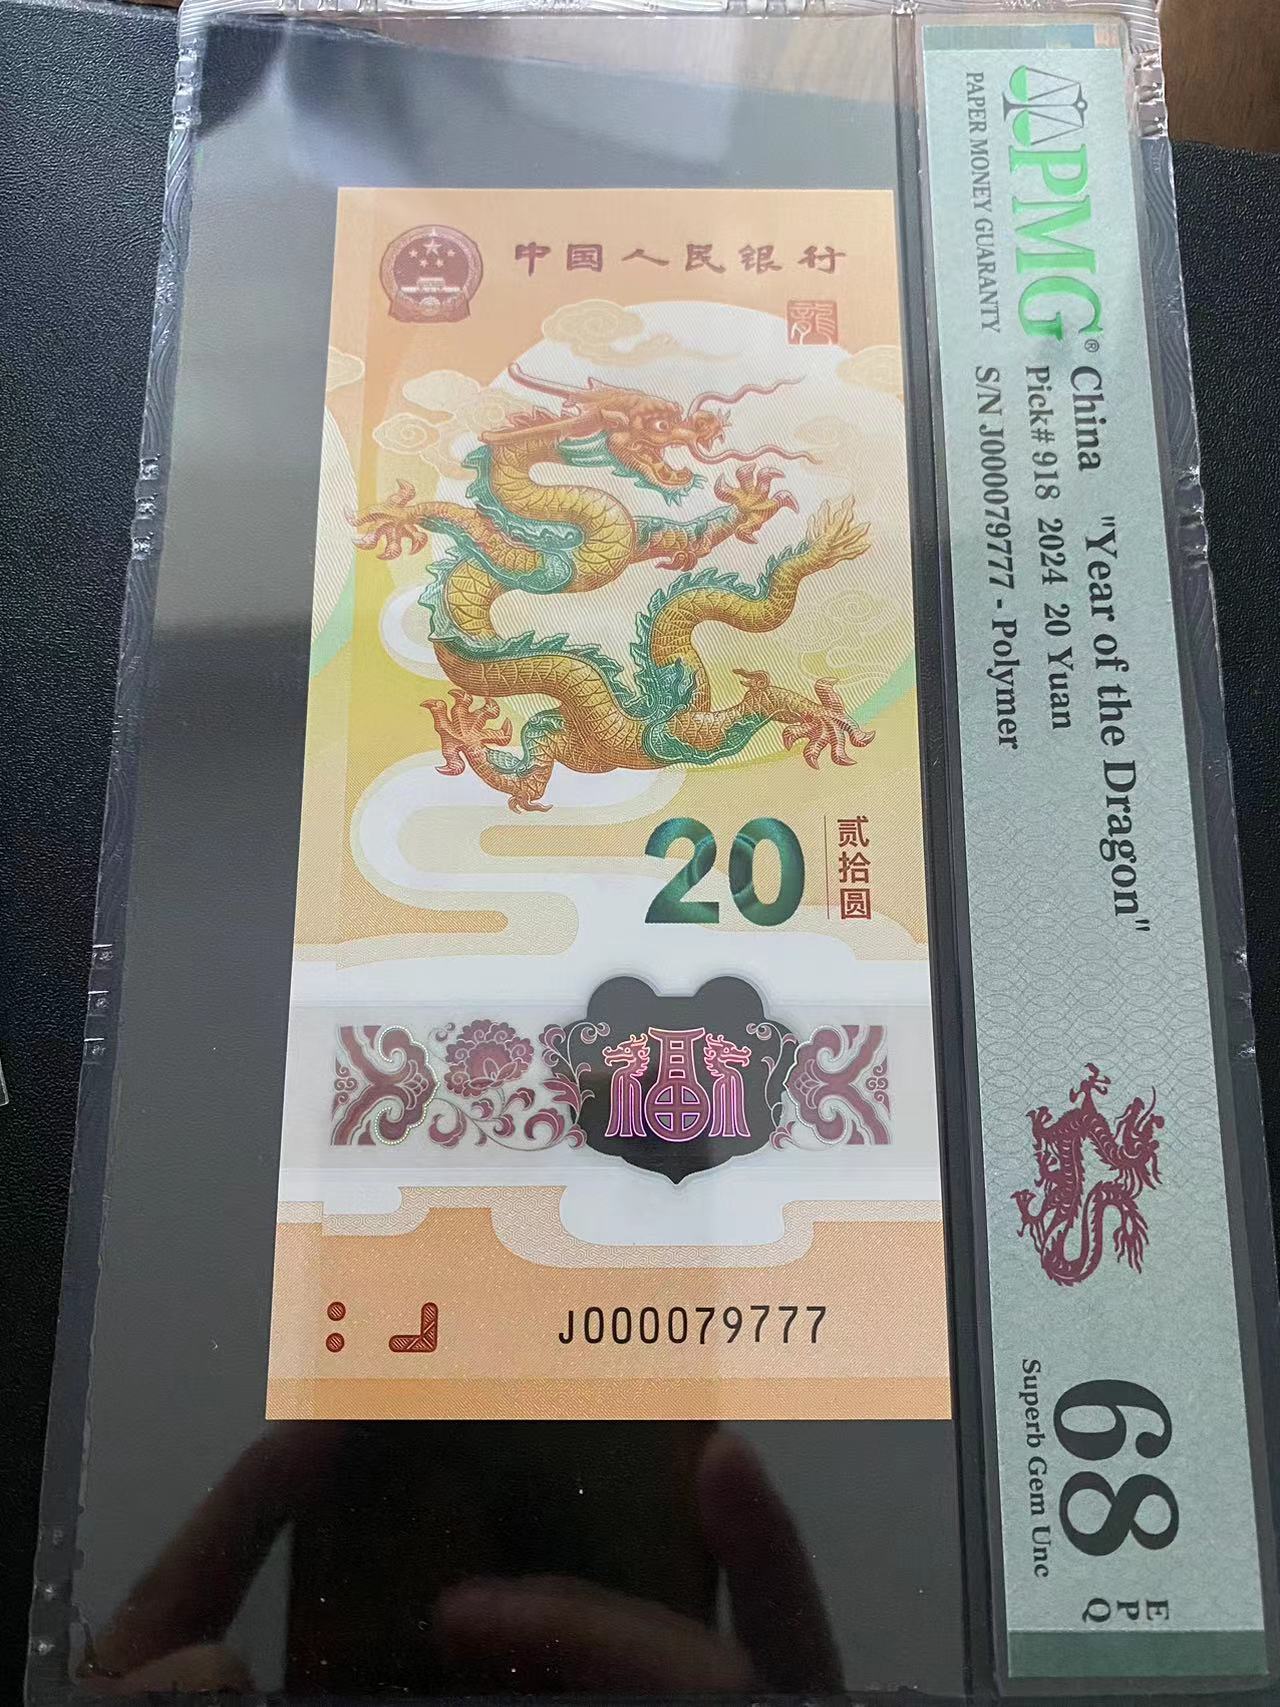 中国人民银行
龍
20
贰拾圆
福
J000079777
PMG®
PAPER MONEY GUARANTY
China "Year of the Dragon"
Pick# 918 2024 20 Yuan
S/N J000079777 - Polymer
68
EPQ
Superb Gem Unc